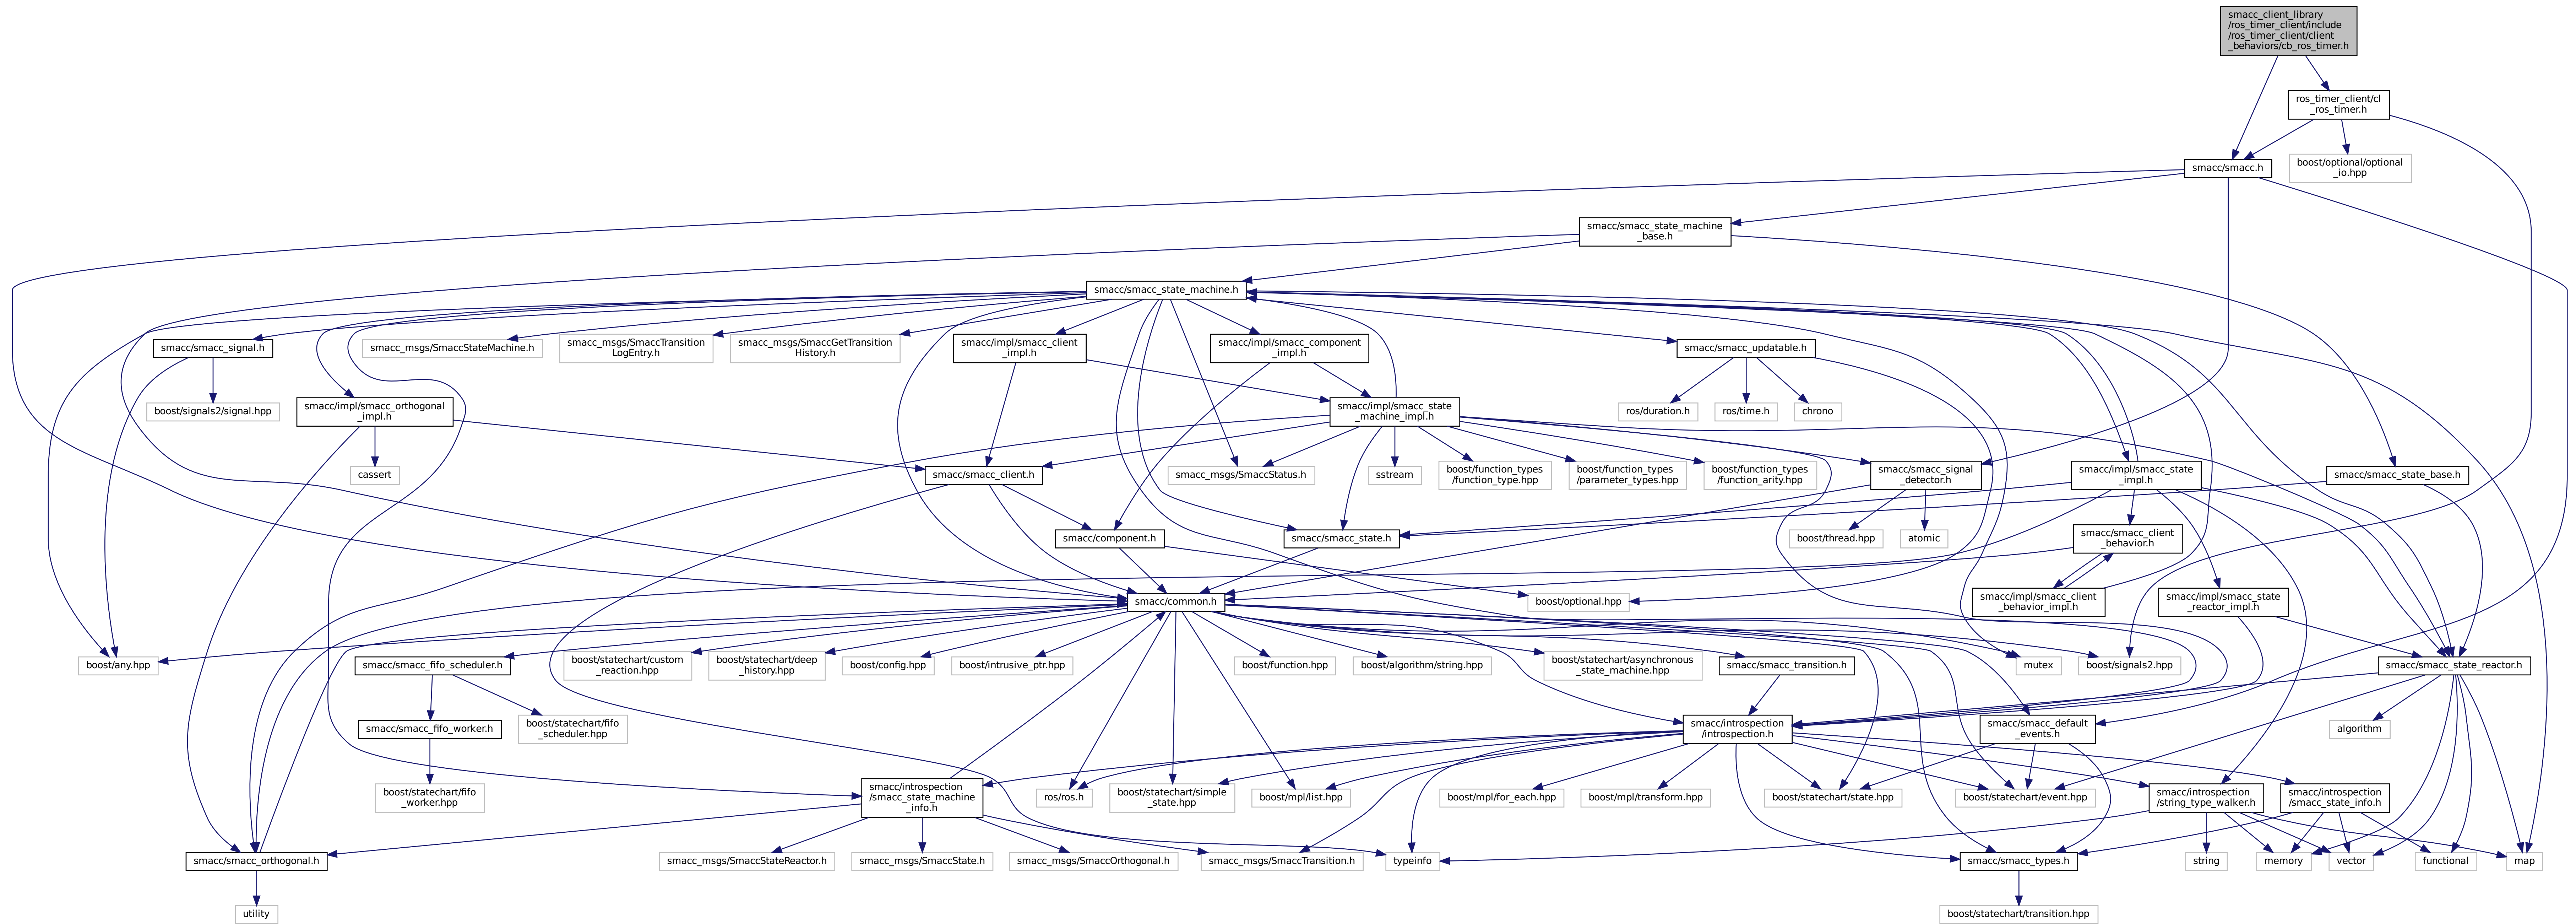 smacc_client_library
/ros_timer_client/include
/ros_timer_client/client
_behaviors/cb_ros_timer.h
ros_timer_client/cl
_ros_timer.h
smacc/smacc.h
boost/optional/optional
_io.hpp
smacc/smacc_state_machine
_base.h
smacc/smacc_state_machine.h
smacc/smacc_signal.h
smacc_msgs/SmaccStateMachine.h
smacc_msgs/SmaccTransition
LogEntry.h
smacc_msgs/SmaccGetTransition
History.h
smacc/impl/smacc_client
_impl.h
smacc/impl/smacc_component
_impl.h
smacc/smacc_updatable.h
boost/signals2/signal.hpp
smacc/impl/smacc_orthogonal
_impl.h
smacc/impl/smacc_state
_machine_impl.h
ros/duration.h
ros/time.h
chrono
cassert
smacc/smacc_client.h
smacc_msgs/SmaccStatus.h
sstream
boost/function_types
/function_type.hpp
boost/function_types
/parameter_types.hpp
boost/function_types
/function_arity.hpp
smacc/smacc_signal
_detector.h
smacc/impl/smacc_state
_impl.h
smacc/smacc_state_base.h
smacc/component.h
smacc/smacc_state.h
boost/thread.hpp
atomic
smacc/smacc_client
_behavior.h
smacc/common.h
boost/optional.hpp
smacc/impl/smacc_client
_behavior_impl.h
smacc/impl/smacc_state
_reactor_impl.h
boost/any.hpp
smacc/smacc_fifo_scheduler.h
boost/statechart/custom
_reaction.hpp
boost/statechart/deep
_history.hpp
boost/config.hpp
boost/intrusive_ptr.hpp
boost/function.hpp
boost/algorithm/string.hpp
boost/statechart/asynchronous
_state_machine.hpp
smacc/smacc_transition.h
mutex
boost/signals2.hpp
smacc/smacc_state_reactor.h
smacc/smacc_fifo_worker.h
boost/statechart/fifo
_scheduler.hpp
smacc/introspection
/introspection.h
smacc/smacc_default
_events.h
algorithm
boost/statechart/fifo
_worker.hpp
smacc/introspection
/smacc_state_machine
_info.h
ros/ros.h
boost/statechart/simple
_state.hpp
boost/mpl/list.hpp
boost/mpl/for_each.hpp
boost/mpl/transform.hpp
boost/statechart/state.hpp
boost/statechart/event.hpp
smacc/introspection
/string_type_walker.h
smacc/introspection
/smacc_state_info.h
smacc/smacc_orthogonal.h
smacc_msgs/SmaccStateReactor.h
smacc_msgs/SmaccState.h
smacc_msgs/SmaccOrthogonal.h
smacc_msgs/SmaccTransition.h
typeinfo
smacc/smacc_types.h
string
memory
vector
functional
map
utility
boost/statechart/transition.hpp